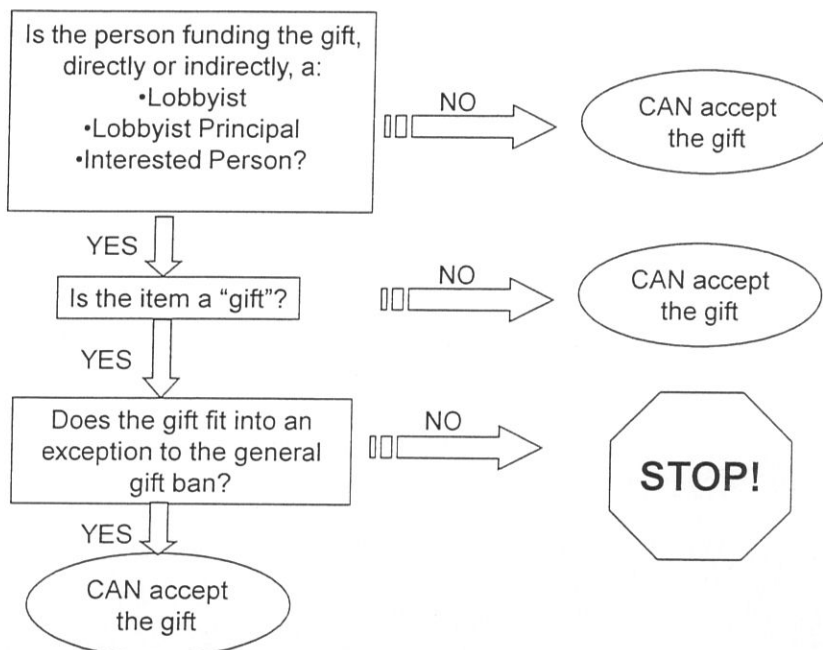 Is the person funding the gift,
directly or indirectly, a:
•Lobbyist
•Lobbyist Principal
•Interested Person?
NO
CAN accept
the gift
YES
Is the item a “gift”?
NO
CAN accept
the gift
YES
Does the gift fit into an
exception to the general
gift ban?
NO
STOP!
YES
CAN accept
the gift